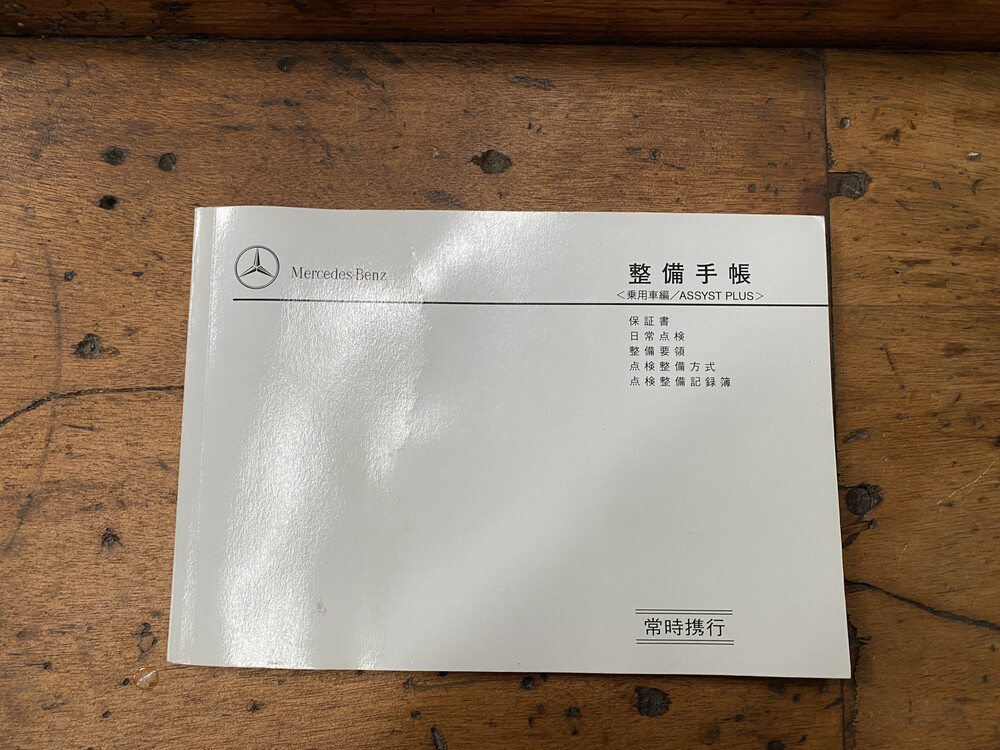 Mercedes-Benz
整備手帳
<乗用車編/ASSYST PLUS>
保証書
日常点検
整備要領
点検整備方式
点検整備記録簿
常時携行